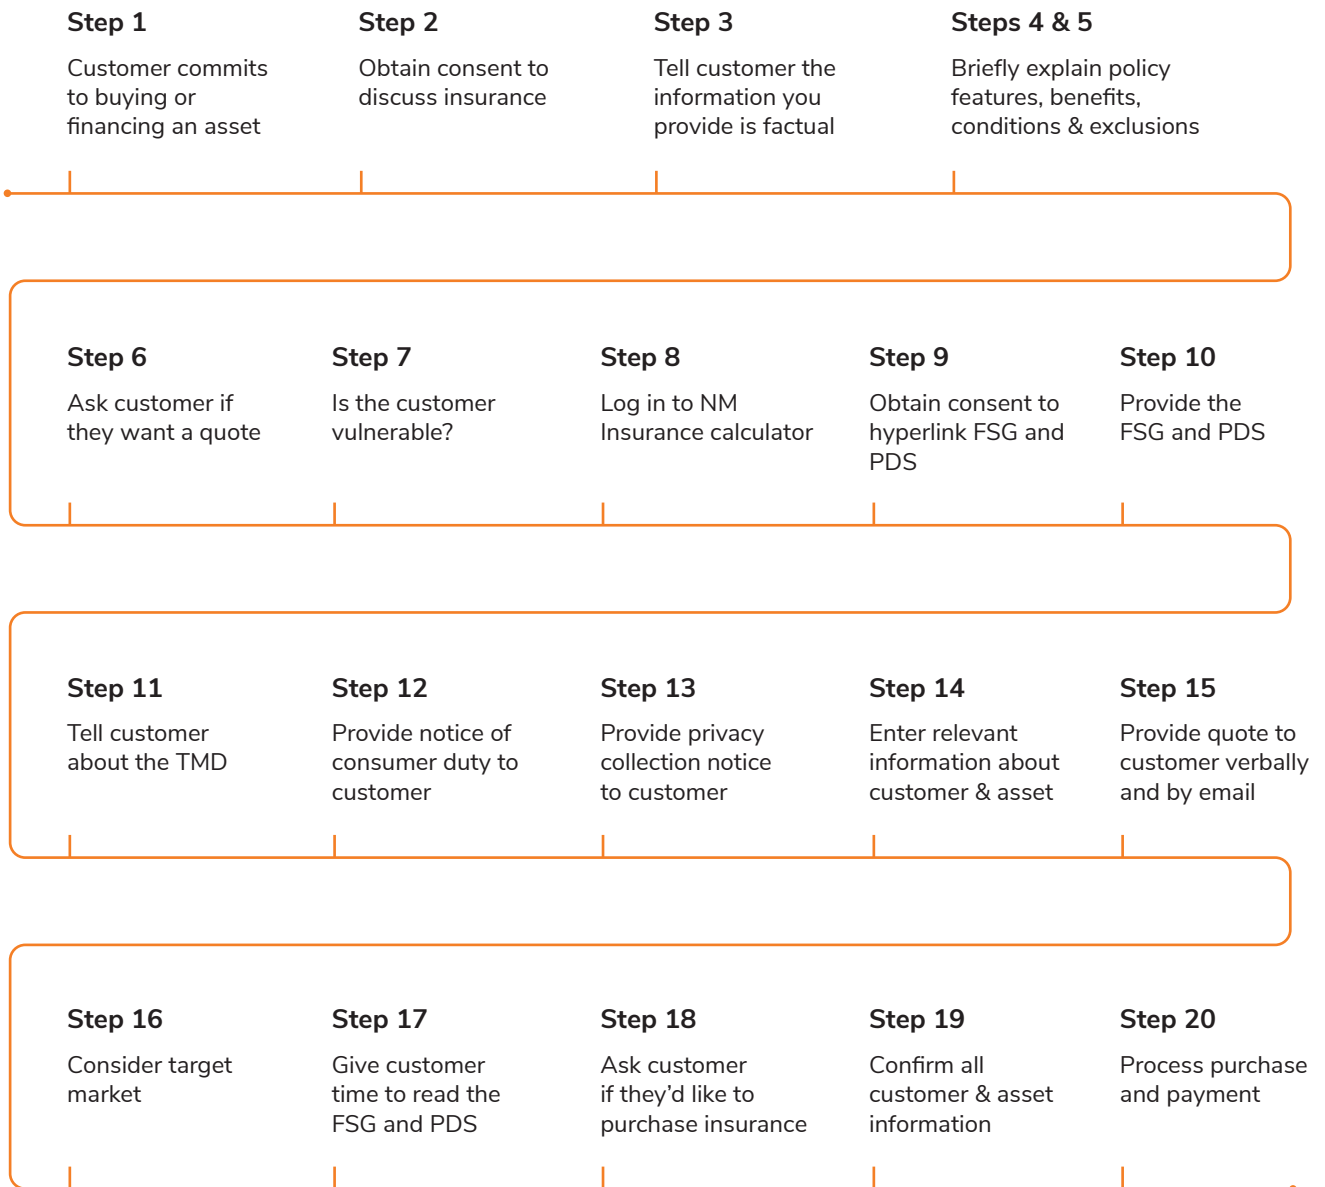 Step 1
Customer commits
to buying or
financing an asset
Step 2
Obtain consent to
discuss insurance
Step 3
Tell customer the
information you
provide is factual
Steps 4 & 5
Briefly explain policy
features, benefits,
conditions & exclusions
Step 6
Ask customer if
they want a quote
Step 7
Is the customer
vulnerable?
Step 8
Log in to NM
Insurance calculator
Step 9
Obtain consent to
hyperlink FSG and
PDS
Step 10
Provide the
FSG and PDS
Step 11
Tell customer
about the TMD
Step 12
Provide notice of
consumer duty to
customer
Step 13
Provide privacy
collection notice
to customer
Step 14
Enter relevant
information about
customer & asset
Step 15
Provide quote to
customer verbally
and by email
Step 16
Consider target
market
Step 17
Give customer
time to read the
FSG and PDS
Step 18
Ask customer
if they’d like to
purchase insurance
Step 19
Confirm all
customer & asset
information
Step 20
Process purchase
and payment